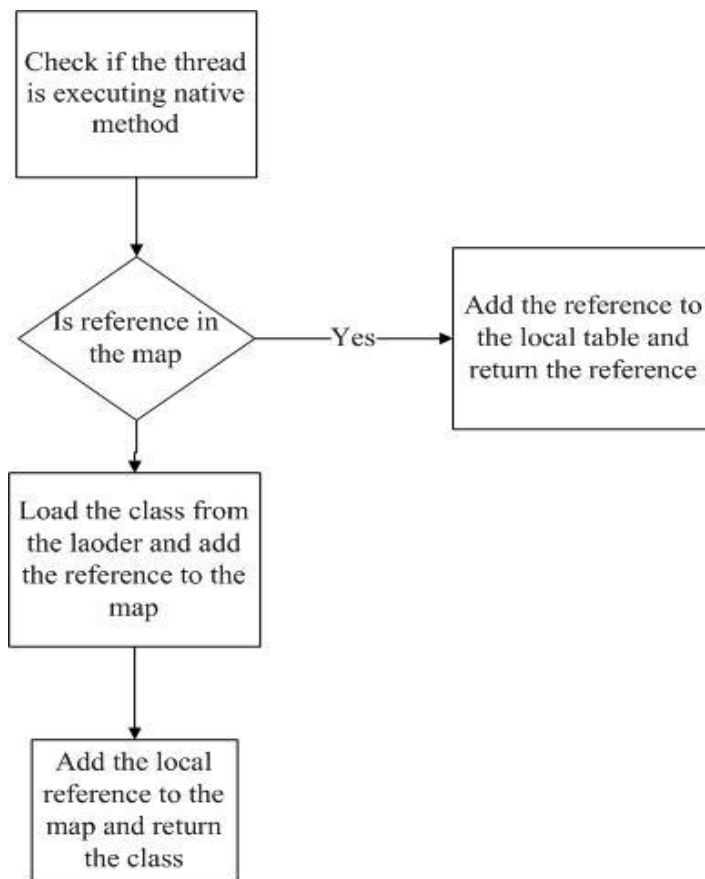 Check if the thread
is executing native
method
Is reference in
the map
Yes
Add the reference to
the local table and
return the reference
Load the class from
the laoder and add
the reference to the
map
Add the local
reference to the
map and return
the class